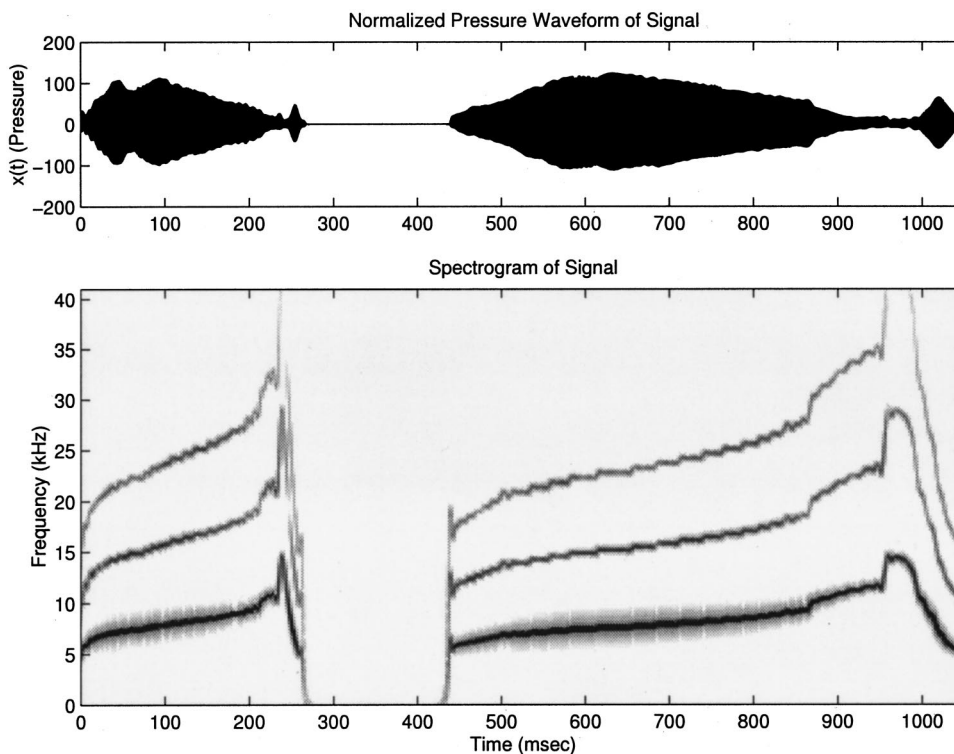 Normalized Pressure Waveform of Signal
x(t) (Pressure)
200
100
0
−100
−200
0 100 200 300 400 500 600 700 800 900 1000
Spectrogram of Signal
Frequency (kHz)
35
30
25
20
15
10
5
0
40
0 100 200 300 400 500 600 700 800 900 1000
Time (msec)